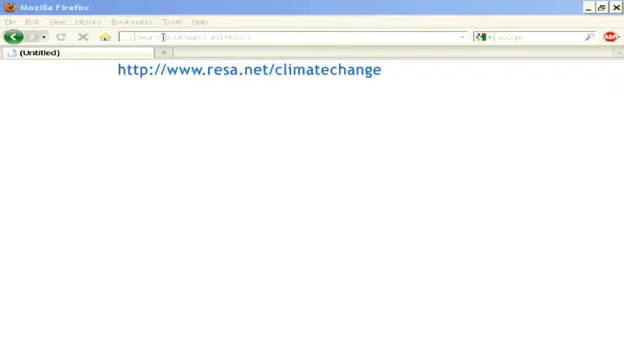 Mozilla Firefox
File Edit View History Bookmarks Tools Help
Search Bookmarks and History
Google
ABP
(Untitled)
http://www.resa.net/climatechange